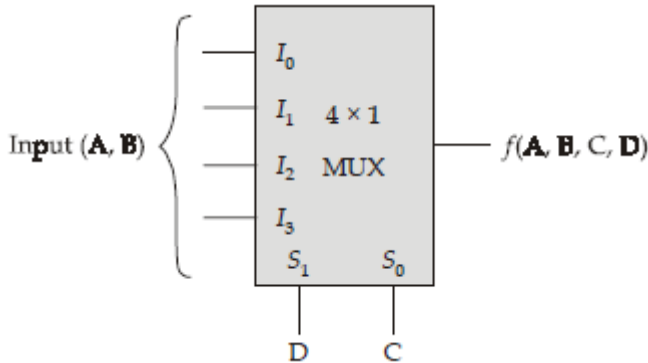 I₀
I₁ 4 × 1
Input (A, B)
f(A, B, C, D)
I₂ MUX
I₃
S₁ S₀
D C